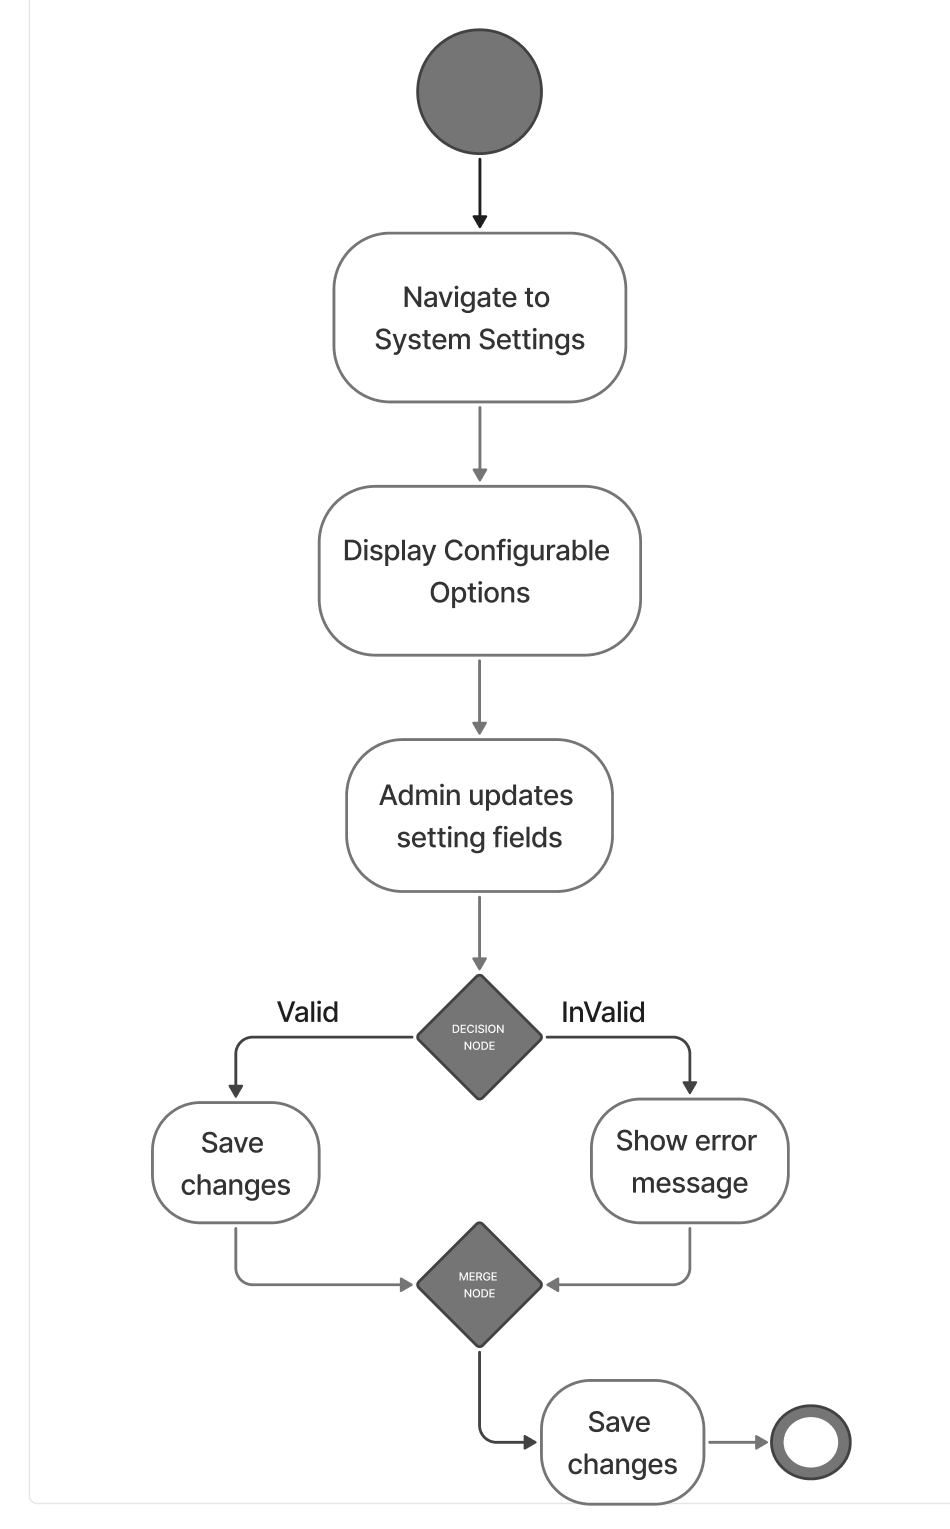 Navigate to
System Settings
Display Configurable
Options
Admin updates
setting fields
Valid
DECISION
NODE
InValid
Save
changes
Show error
message
MERGE
NODE
Save
changes